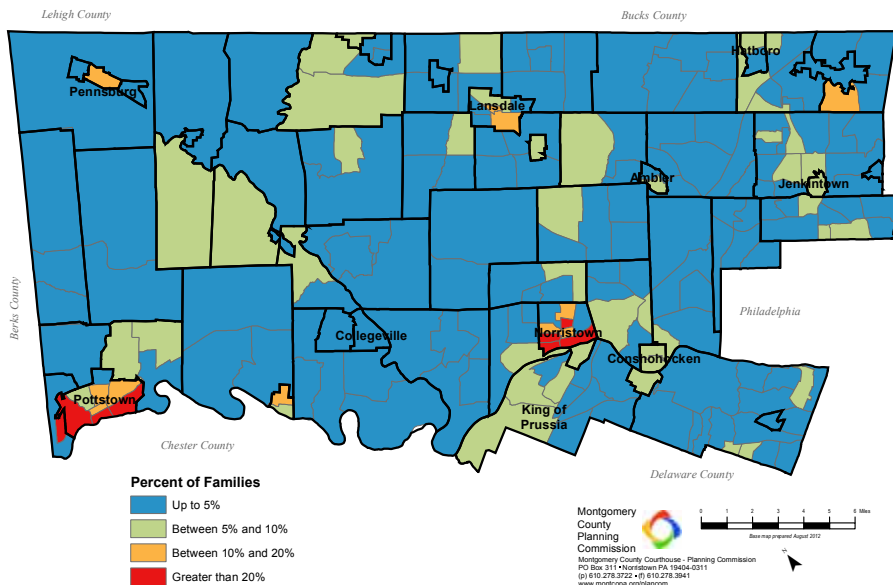 Lehigh County
Bucks County
Hatboro
Pennsburg
Lansdale
Ambler
Jenkintown
Berks County
Philadelphia
Collegeville
Norristown
Conshohocken
Pottstown
King of
Prussia
Chester County
Delaware County
Percent of Families
Up to 5%
Between 5% and 10%
Between 10% and 20%
Greater than 20%
Montgomery
County
Planning
Commission
0 1 2 3 4 5 6 Miles
Base map prepared August 2012
N
Montgomery County Courthouse - Planning Commission
PO Box 311 • Norristown PA 19404-0311
(p) 610.278.3722 • (f) 610.278.3941
www.montcopa.org/plancom